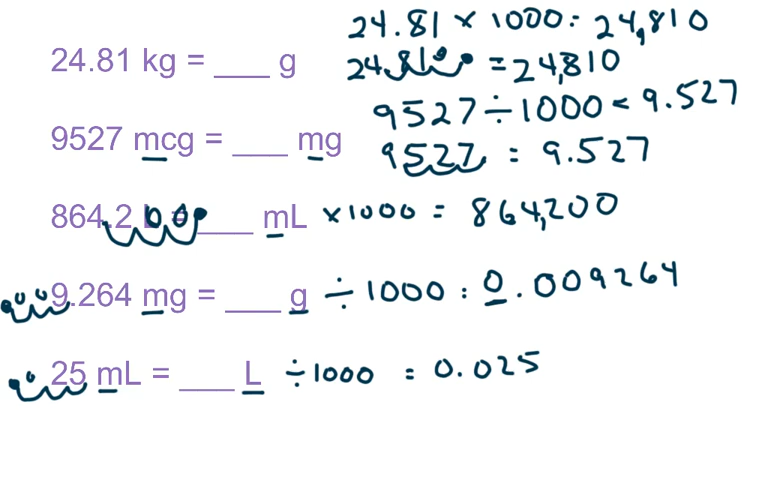 24.81 × 1000 = 24,810
24.81 kg = ___ g
24.8100 = 24,810
9527 ÷ 1000 = 9.527
9527 mcg = ___ mg
9527 = 9.527
864.2 L = ___ mL ×1000 = 864,200
9.264 mg = ___ g ÷ 1000 = 0.009264
25 mL = ___ L ÷1000 = 0.025